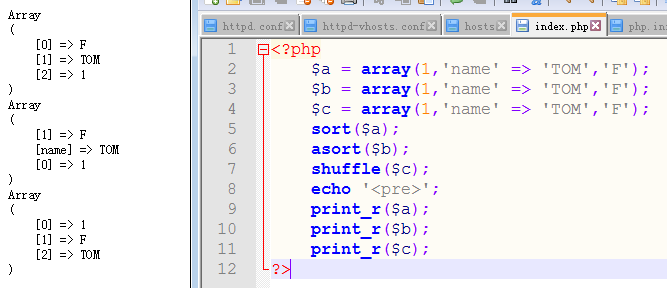 Array
(
    [0] => F
    [1] => TOM
    [2] => 1
)
Array
(
    [1] => F
    [name] => TOM
    [0] => 1
)
Array
(
    [0] => 1
    [1] => F
    [2] => TOM
)
httpd.conf httpd-vhosts.conf hosts index.php php.ini
1 <?php
2 $a = array(1,'name' => 'TOM','F');
3 $b = array(1,'name' => 'TOM','F');
4 $c = array(1,'name' => 'TOM','F');
5 sort($a);
6 asort($b);
7 shuffle($c);
8 echo '<pre>';
9 print_r($a);
10 print_r($b);
11 print_r($c);
12 ?>